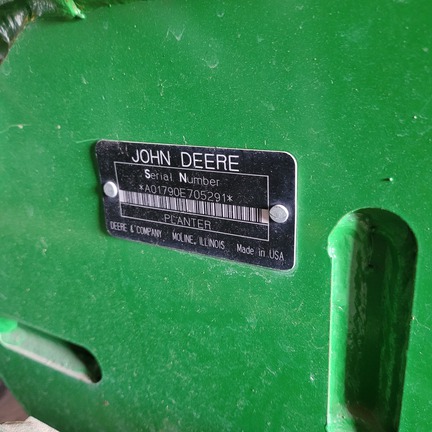 JOHN DEERE
Serial Number
*A01790E705291*
PLANTER
DEERE & COMPANY MOLINE, ILLINOIS Made in USA